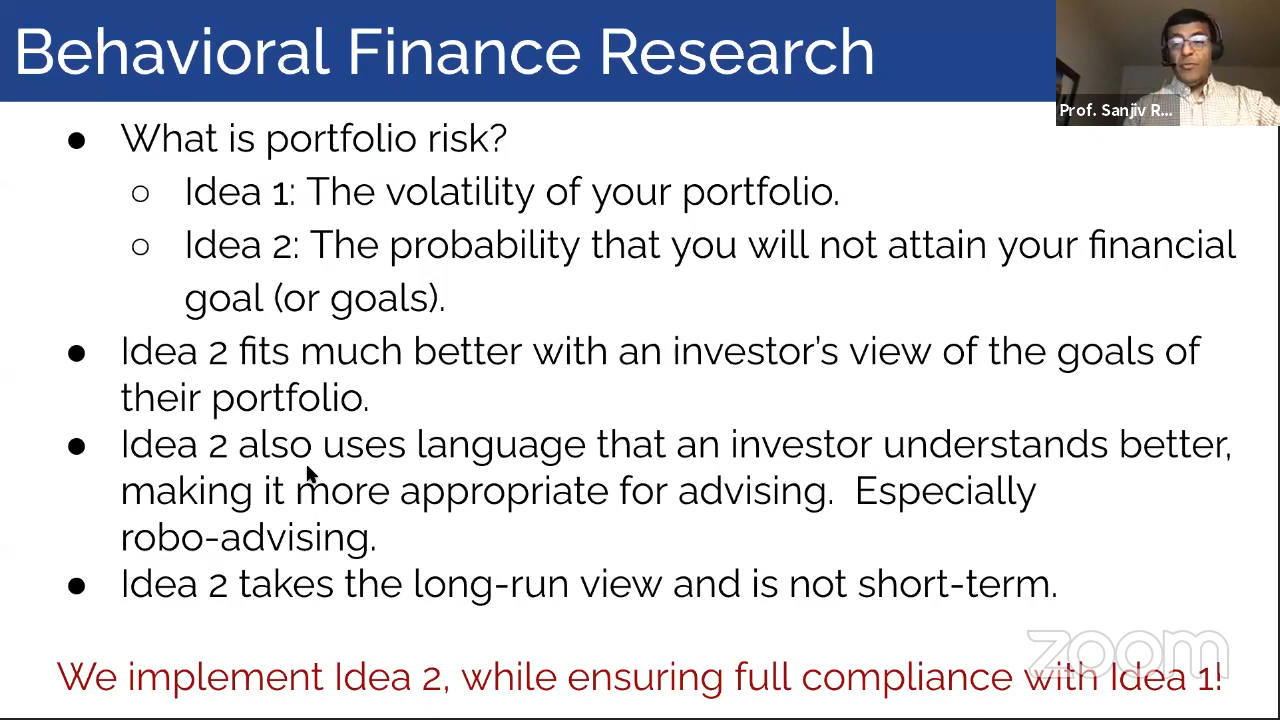 Behavioral Finance Research
Prof. Sanjiv R...
● What is portfolio risk?
○ Idea 1: The volatility of your portfolio.
○ Idea 2: The probability that you will not attain your financial
goal (or goals).
● Idea 2 fits much better with an investor's view of the goals of
their portfolio.
● Idea 2 also uses language that an investor understands better,
making it more appropriate for advising.  Especially
robo-advising.
● Idea 2 takes the long-run view and is not short-term.
zoom
We implement Idea 2, while ensuring full compliance with Idea 1!